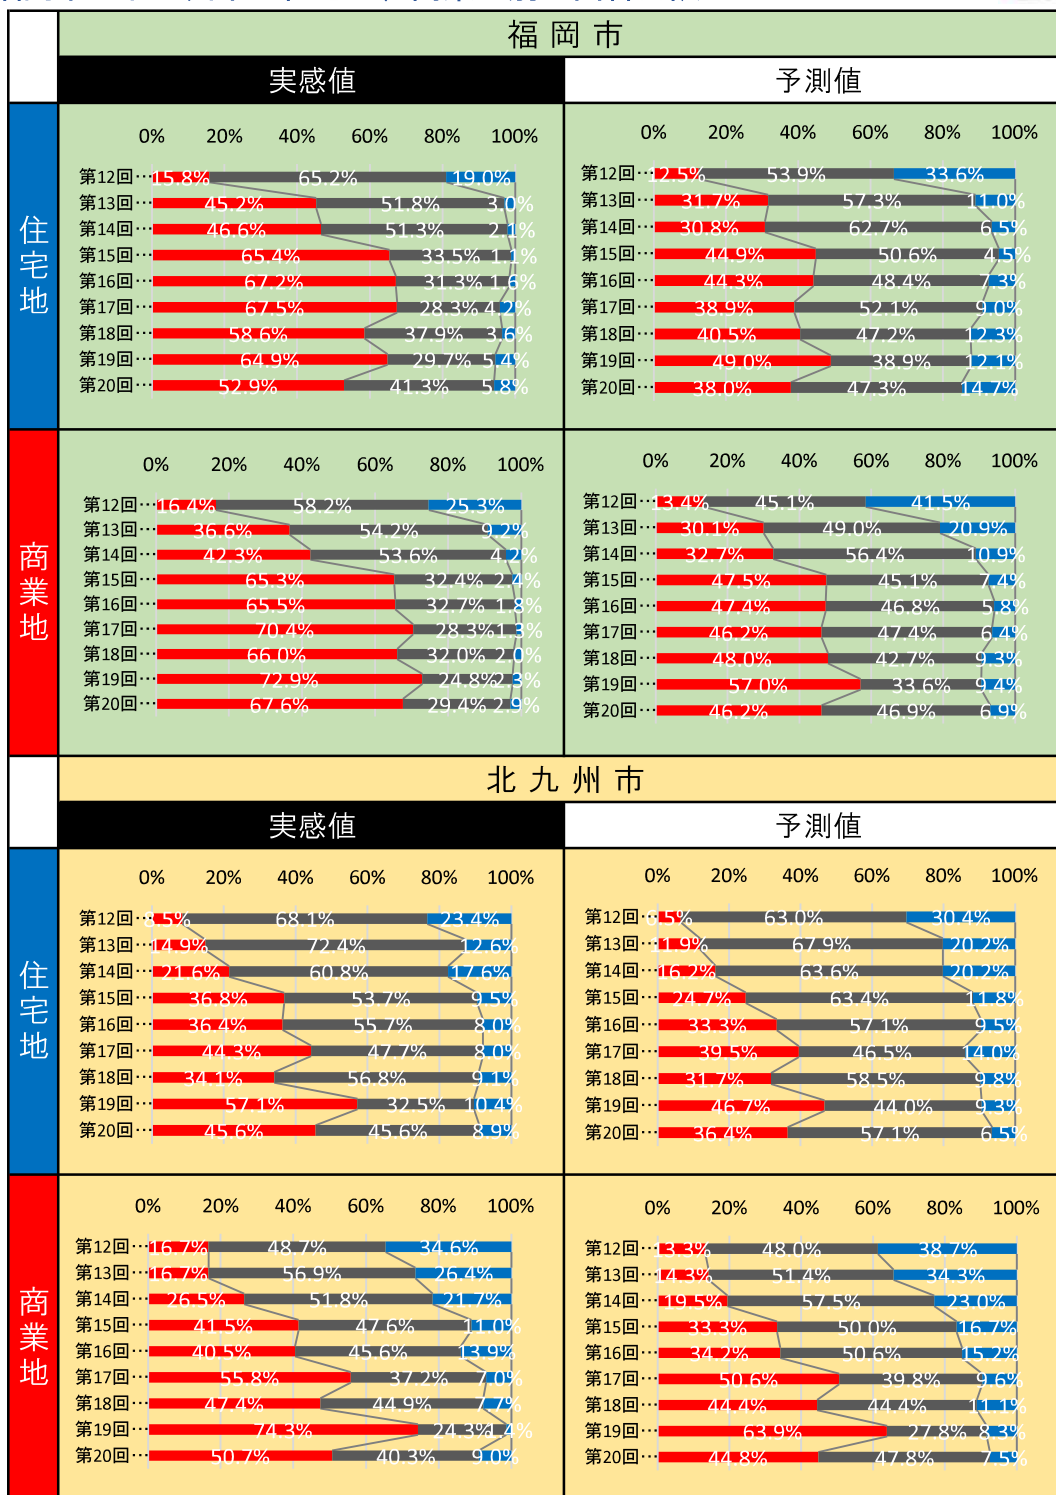 福岡市
実感値 予測値
住宅地
0% 20% 40% 60% 80% 100%
第12回… 15.8% 65.2% 19.0%
第13回… 45.2% 51.8% 3.0%
第14回… 46.6% 51.3% 2.1%
第15回… 65.4% 33.5% 1.1%
第16回… 67.2% 31.3% 1.6%
第17回… 67.5% 28.3% 4.2%
第18回… 58.6% 37.9% 3.6%
第19回… 64.9% 29.7% 5.4%
第20回… 52.9% 41.3% 5.8%
0% 20% 40% 60% 80% 100%
第12回… 12.5% 53.9% 33.6%
第13回… 31.7% 57.3% 11.0%
第14回… 30.8% 62.7% 6.5%
第15回… 44.9% 50.6% 4.5%
第16回… 44.3% 48.4% 7.3%
第17回… 38.9% 52.1% 9.0%
第18回… 40.5% 47.2% 12.3%
第19回… 49.0% 38.9% 12.1%
第20回… 38.0% 47.3% 14.7%
商業地
0% 20% 40% 60% 80% 100%
第12回… 16.4% 58.2% 25.3%
第13回… 36.6% 54.2% 9.2%
第14回… 42.3% 53.6% 4.2%
第15回… 65.3% 32.4% 2.4%
第16回… 65.5% 32.7% 1.8%
第17回… 70.4% 28.3% 1.3%
第18回… 66.0% 32.0% 2.0%
第19回… 72.9% 24.8% 2.3%
第20回… 67.6% 29.4% 2.9%
0% 20% 40% 60% 80% 100%
第12回… 13.4% 45.1% 41.5%
第13回… 30.1% 49.0% 20.9%
第14回… 32.7% 56.4% 10.9%
第15回… 47.5% 45.1% 7.4%
第16回… 47.4% 46.8% 5.8%
第17回… 46.2% 47.4% 6.4%
第18回… 48.0% 42.7% 9.3%
第19回… 57.0% 33.6% 9.4%
第20回… 46.2% 46.9% 6.9%
北九州市
実感値 予測値
住宅地
0% 20% 40% 60% 80% 100%
第12回… 8.5% 68.1% 23.4%
第13回… 14.9% 72.4% 12.6%
第14回… 21.6% 60.8% 17.6%
第15回… 36.8% 53.7% 9.5%
第16回… 36.4% 55.7% 8.0%
第17回… 44.3% 47.7% 8.0%
第18回… 34.1% 56.8% 9.1%
第19回… 57.1% 32.5% 10.4%
第20回… 45.6% 45.6% 8.9%
0% 20% 40% 60% 80% 100%
第12回… 6.5% 63.0% 30.4%
第13回… 11.9% 67.9% 20.2%
第14回… 16.2% 63.6% 20.2%
第15回… 24.7% 63.4% 11.8%
第16回… 33.3% 57.1% 9.5%
第17回… 39.5% 46.5% 14.0%
第18回… 31.7% 58.5% 9.8%
第19回… 46.7% 44.0% 9.3%
第20回… 36.4% 57.1% 6.5%
商業地
0% 20% 40% 60% 80% 100%
第12回… 16.7% 48.7% 34.6%
第13回… 16.7% 56.9% 26.4%
第14回… 26.5% 51.8% 21.7%
第15回… 41.5% 47.6% 11.0%
第16回… 40.5% 45.6% 13.9%
第17回… 55.8% 37.2% 7.0%
第18回… 47.4% 44.9% 7.7%
第19回… 74.3% 24.3% 1.4%
第20回… 50.7% 40.3% 9.0%
0% 20% 40% 60% 80% 100%
第12回… 13.3% 48.0% 38.7%
第13回… 14.3% 51.4% 34.3%
第14回… 19.5% 57.5% 23.0%
第15回… 33.3% 50.0% 16.7%
第16回… 34.2% 50.6% 15.2%
第17回… 50.6% 39.8% 9.6%
第18回… 44.4% 44.4% 11.1%
第19回… 63.9% 27.8% 8.3%
第20回… 44.8% 47.8% 7.5%